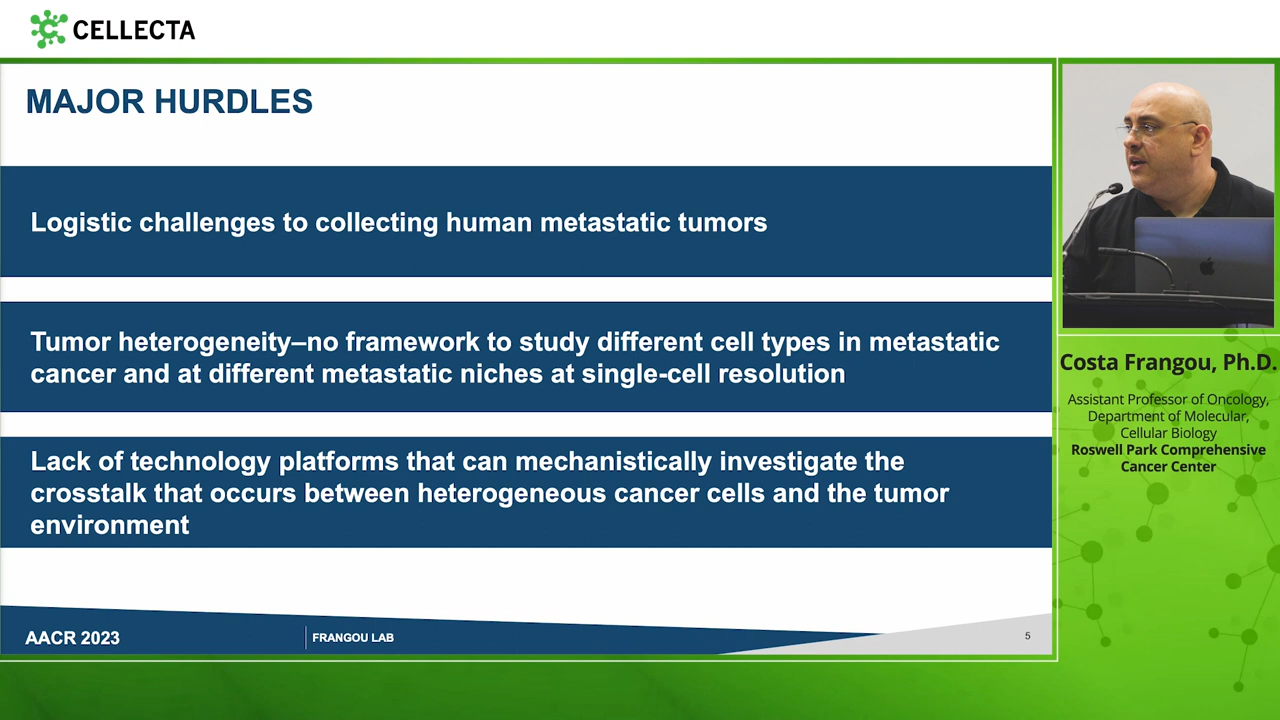 CELLECTA
MAJOR HURDLES
Logistic challenges to collecting human metastatic tumors
Tumor heterogeneity–no framework to study different cell types in metastatic
cancer and at different metastatic niches at single-cell resolution
Lack of technology platforms that can mechanistically investigate the
crosstalk that occurs between heterogeneous cancer cells and the tumor
environment
AACR 2023
FRANGOU LAB
5
Costa Frangou, Ph.D.
Assistant Professor of Oncology,
Department of Molecular,
Cellular Biology
Roswell Park Comprehensive
Cancer Center